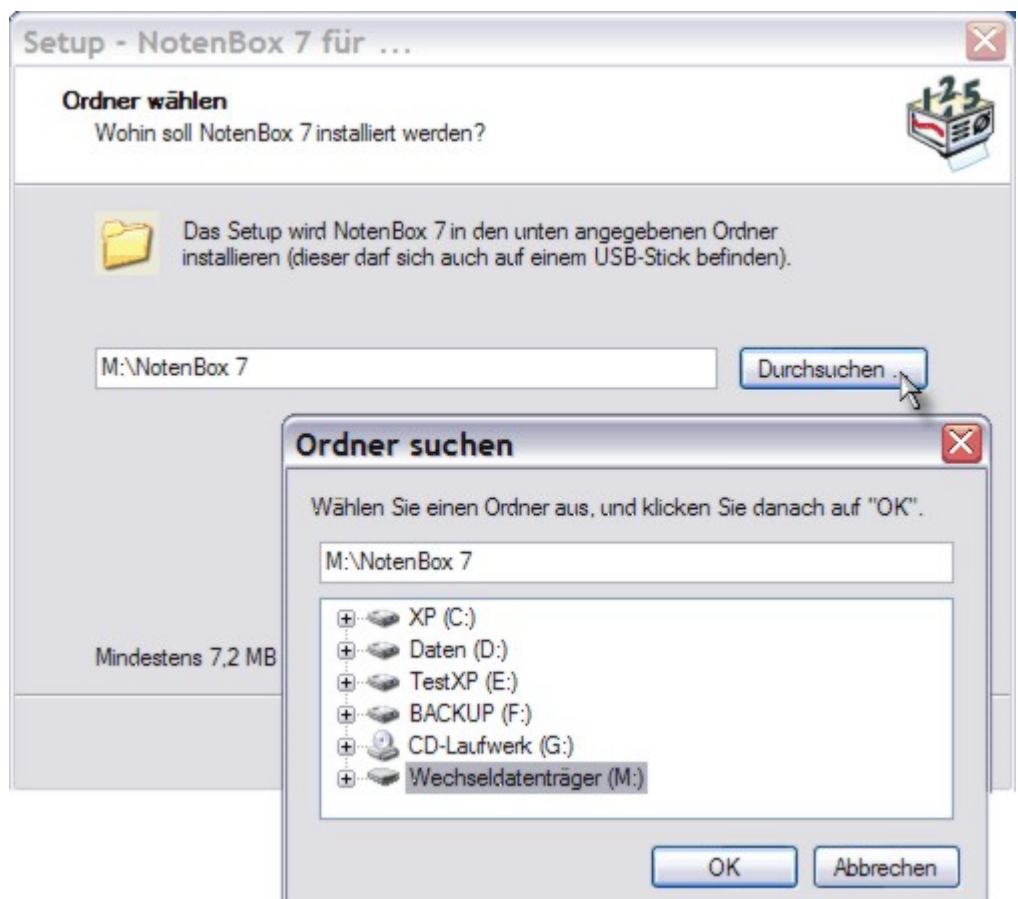 Setup - NotenBox 7 für ...
Ordner wählen
Wohin soll NotenBox 7 installiert werden?
1 2 5
Das Setup wird NotenBox 7 in den unten angegebenen Ordner
installieren (dieser darf sich auch auf einem USB-Stick befinden).
M:\NotenBox 7
Durchsuchen ...
Ordner suchen
Wählen Sie einen Ordner aus, und klicken Sie danach auf "OK".
M:\NotenBox 7
XP (C:)
Daten (D:)
TestXP (E:)
BACKUP (F:)
CD-Laufwerk (G:)
Wechseldatenträger (M:)
Mindestens 7,2 MB
OK
Abbrechen